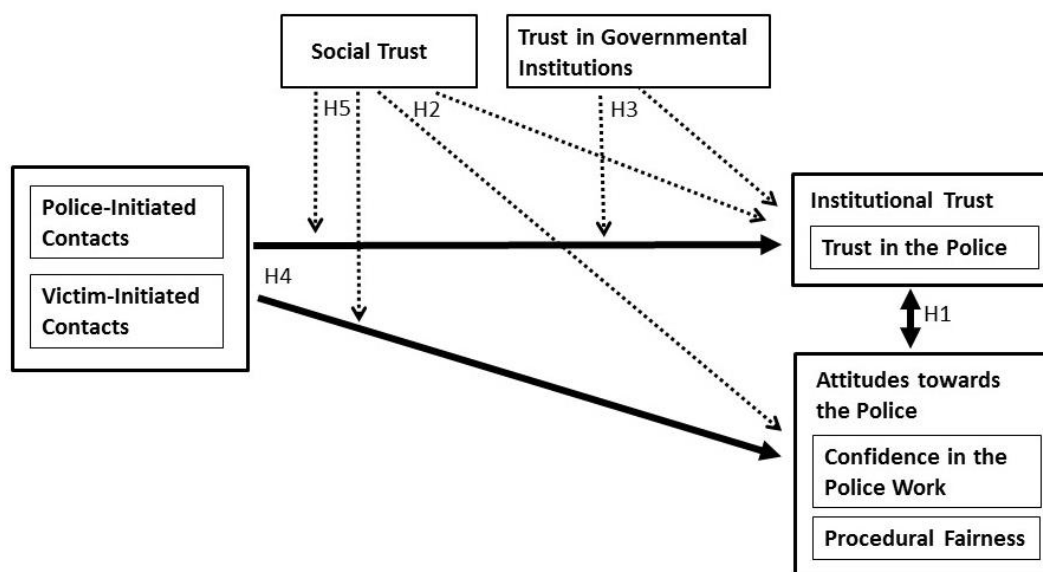 Social Trust
Trust in Governmental
Institutions
H5
H2
H3
Police-Initiated
Contacts
Victim-Initiated
Contacts
H4
Institutional Trust
Trust in the Police
H1
Attitudes towards
the Police
Confidence in the
Police Work
Procedural Fairness